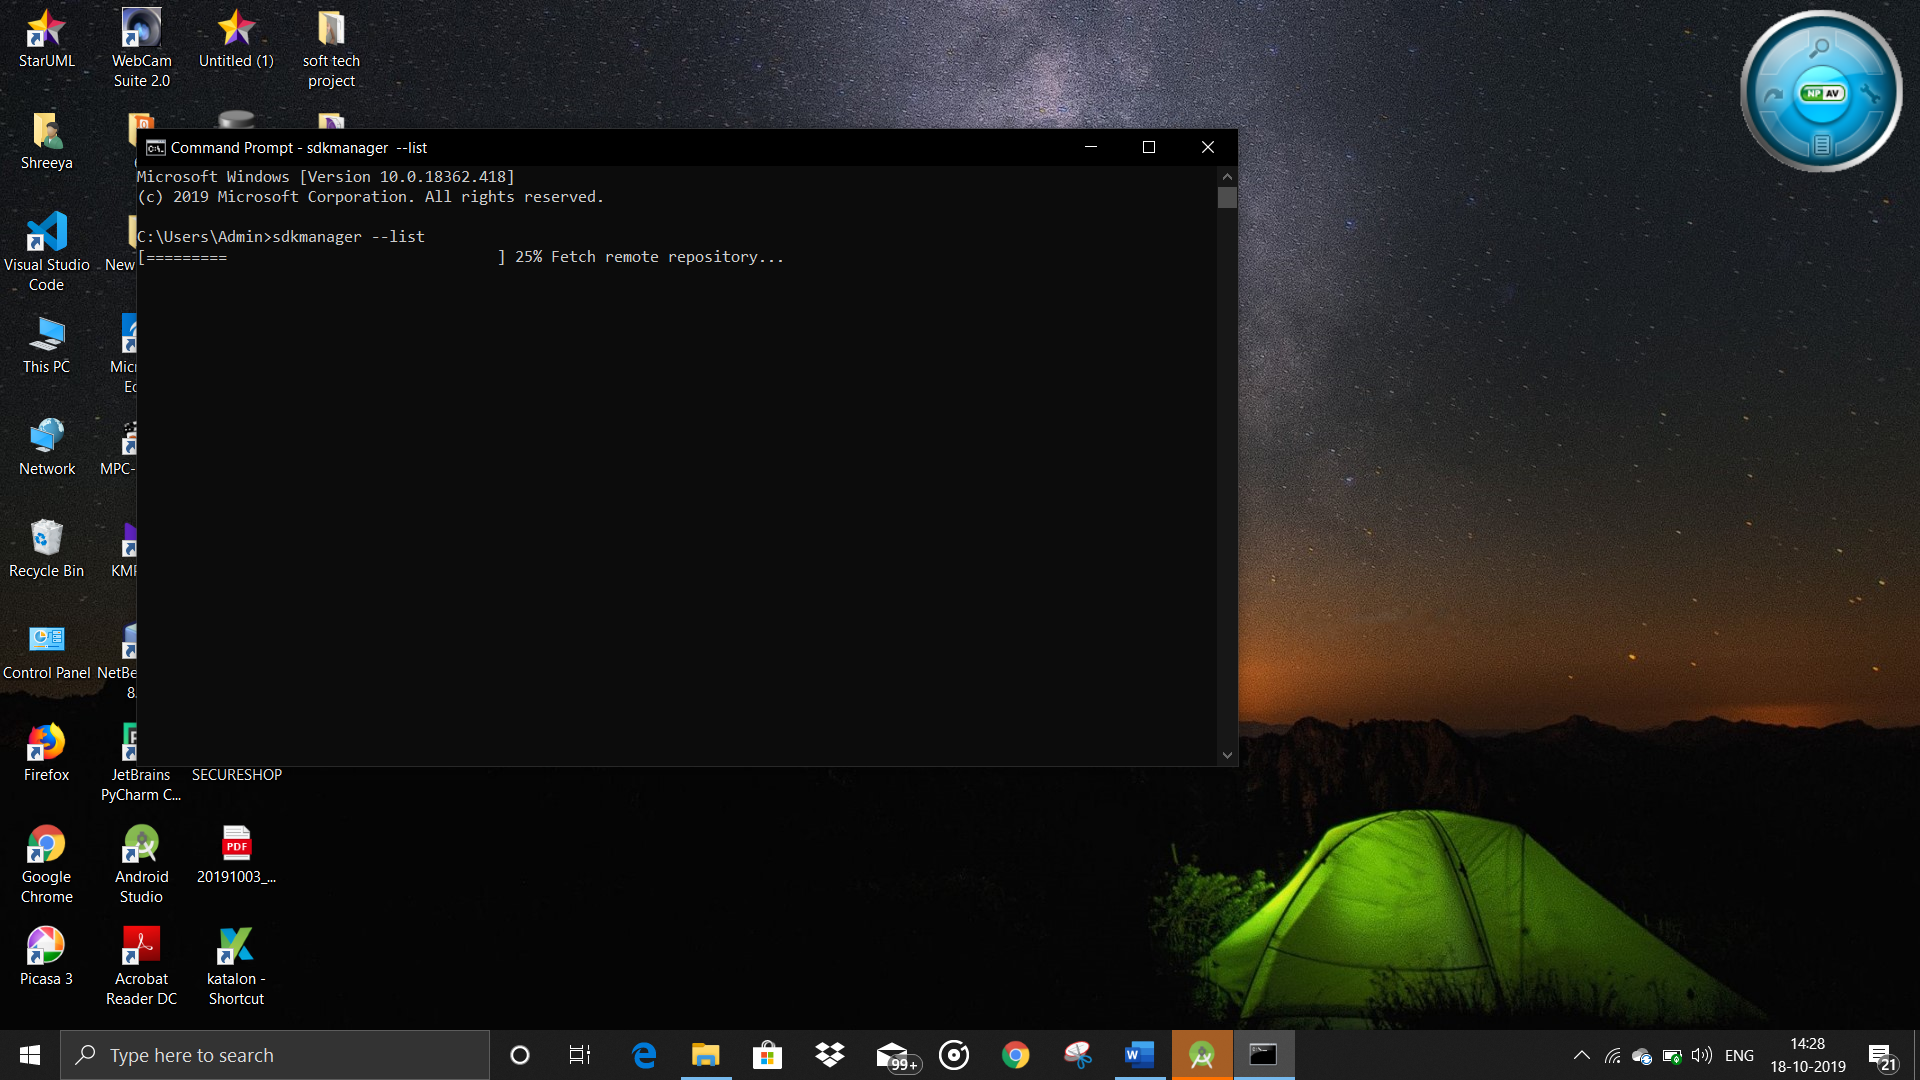 StarUML
WebCam
Suite 2.0
Untitled (1)
soft tech
project
NP AV
Shreeya
Command Prompt - sdkmanager  --list
Microsoft Windows [Version 10.0.18362.418]
(c) 2019 Microsoft Corporation. All rights reserved.
C:\Users\Admin>sdkmanager --list
[=========                              ] 25% Fetch remote repository...
Visual Studio
Code
New
This PC
Network
MPC-
Recycle Bin
Control Panel
NetBe
8.
Firefox
JetBrains
PyCharm C...
SECURESHOP
Google
Chrome
Android
Studio
PDF
20191003_...
Picasa 3
Acrobat
Reader DC
katalon -
Shortcut
Type here to search
99+
ENG
14:28
18-10-2019
21